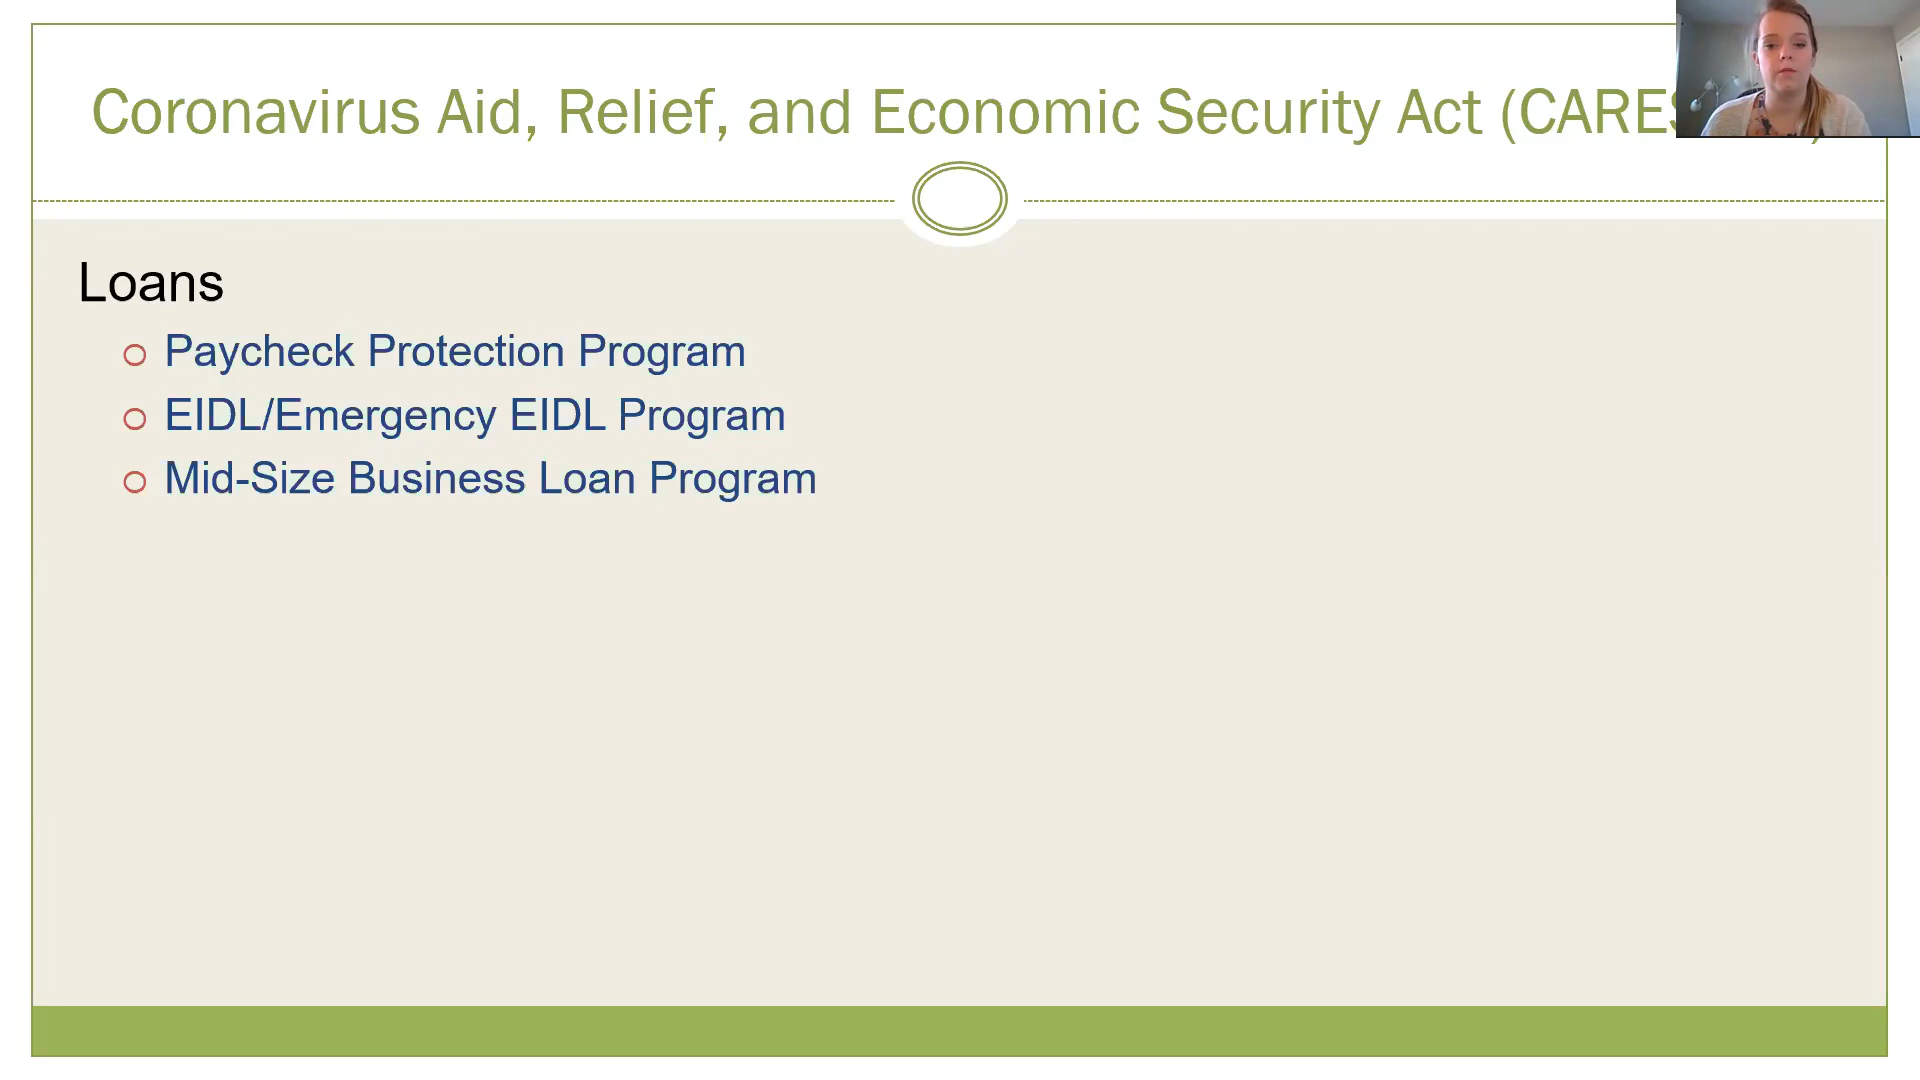 Coronavirus Aid, Relief, and Economic Security Act (CARES
Loans
Paycheck Protection Program
EIDL/Emergency EIDL Program
Mid-Size Business Loan Program